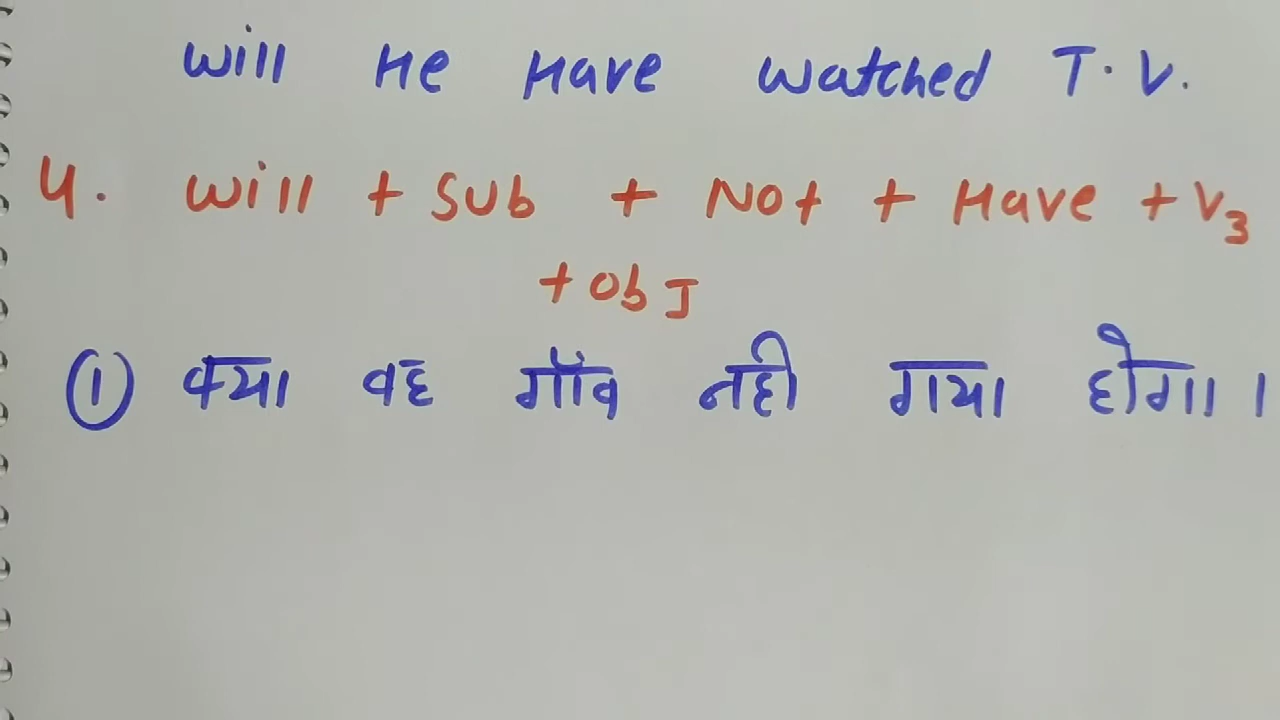 will He Have watched T.V.
4. will + Sub + Not + Have + V3
+ obJ
① क्या वह गाँव नही गया होगा।